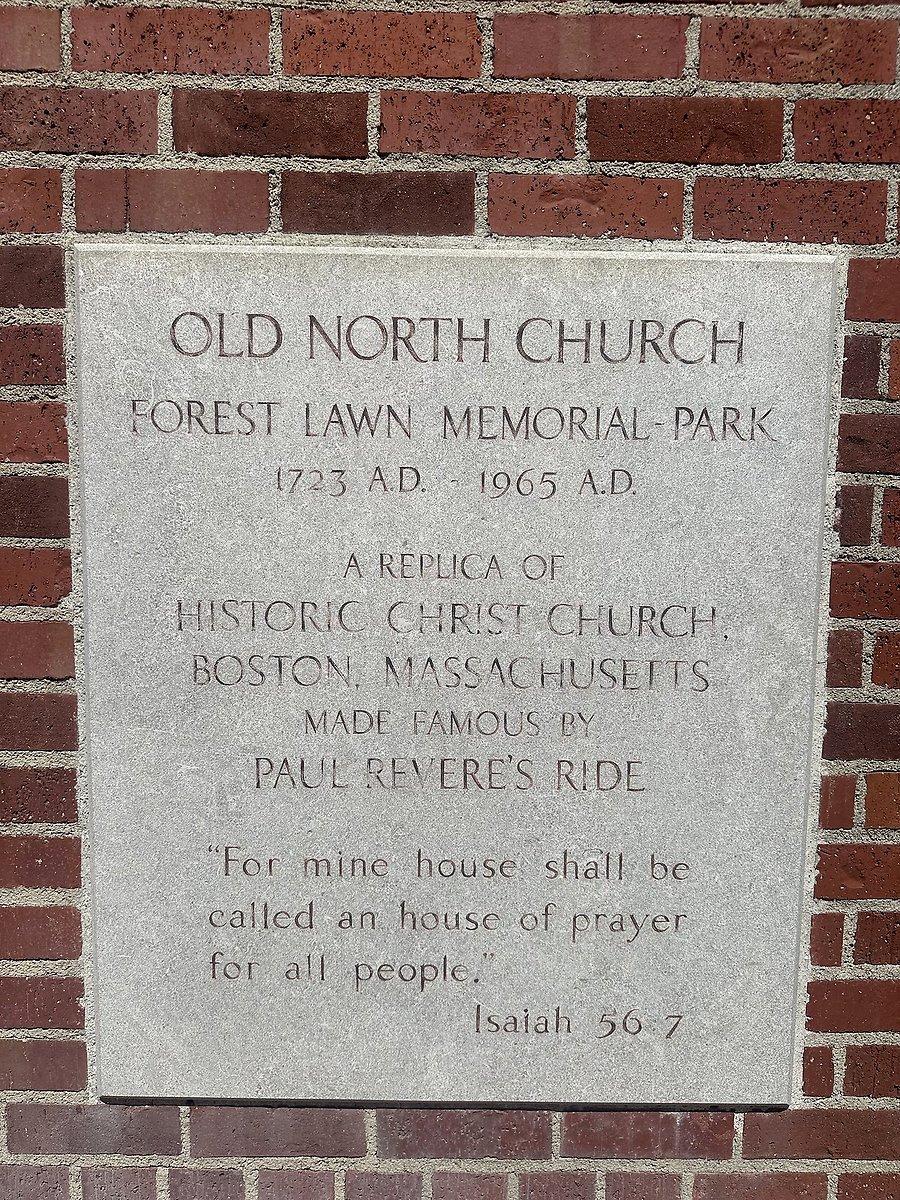 OLD NORTH CHURCH
FOREST LAWN MEMORIAL-PARK
1723 A.D. - 1965 A.D.
A REPLICA OF
HISTORIC CHRIST CHURCH,
BOSTON, MASSACHUSETTS
MADE FAMOUS BY
PAUL REVERE'S RIDE
"For mine house shall be
called an house of prayer
for all people."
Isaiah 56:7